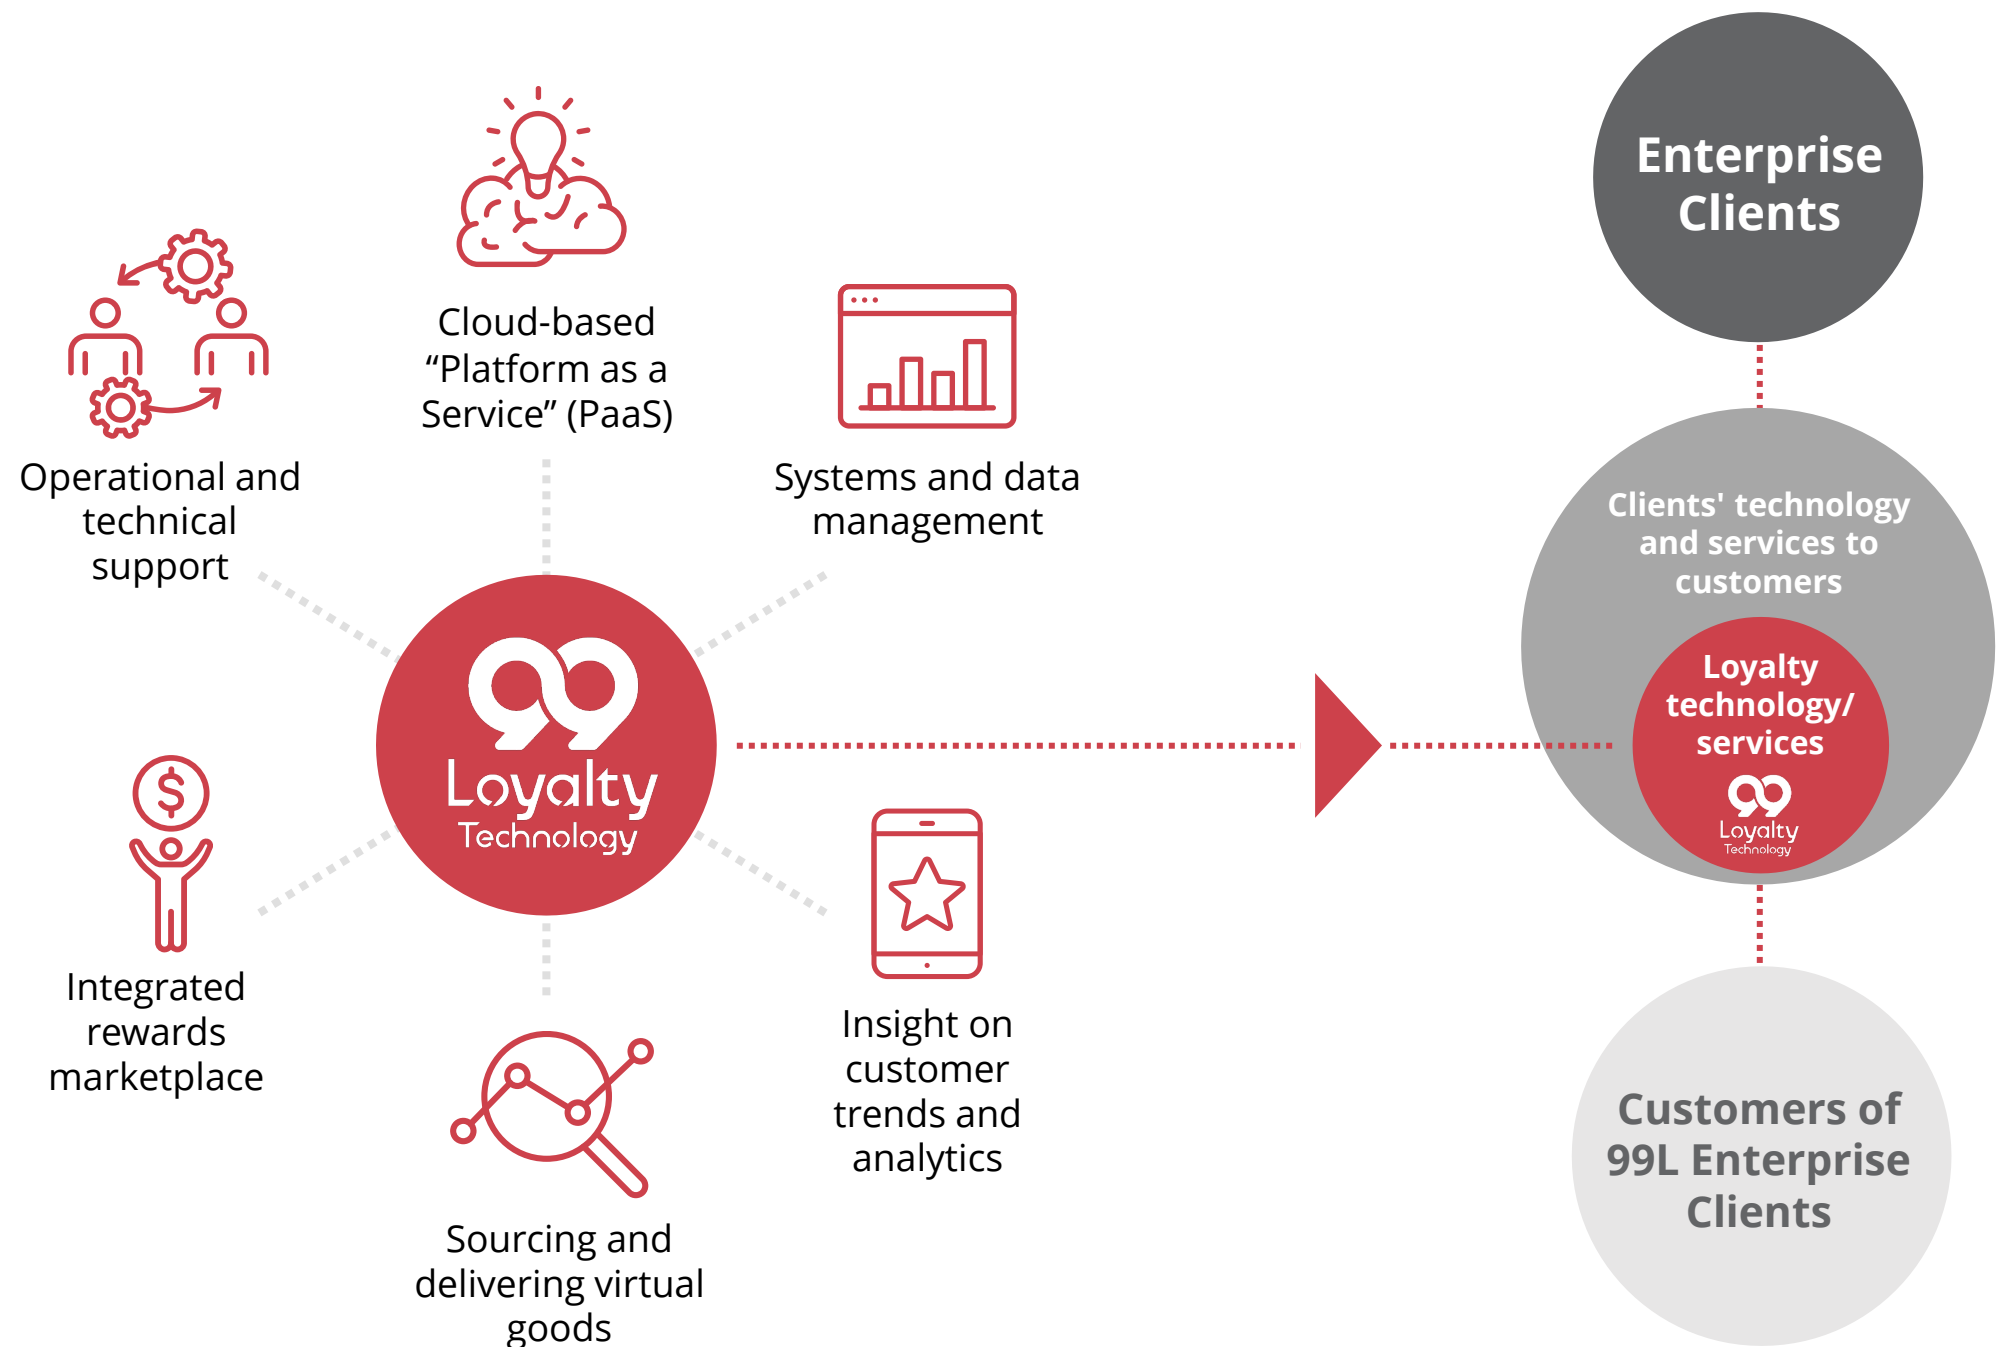 Cloud-based
“Platform as a
Service” (PaaS)
Operational and
technical
support
Systems and data
management
99
Loyalty
Technology
Integrated
rewards
marketplace
$
Insight on
customer
trends and
analytics
Sourcing and
delivering virtual
goods
Enterprise
Clients
Clients' technology
and services to
customers
Loyalty
technology/
services
99
Loyalty
Technology
Customers of
99L Enterprise
Clients